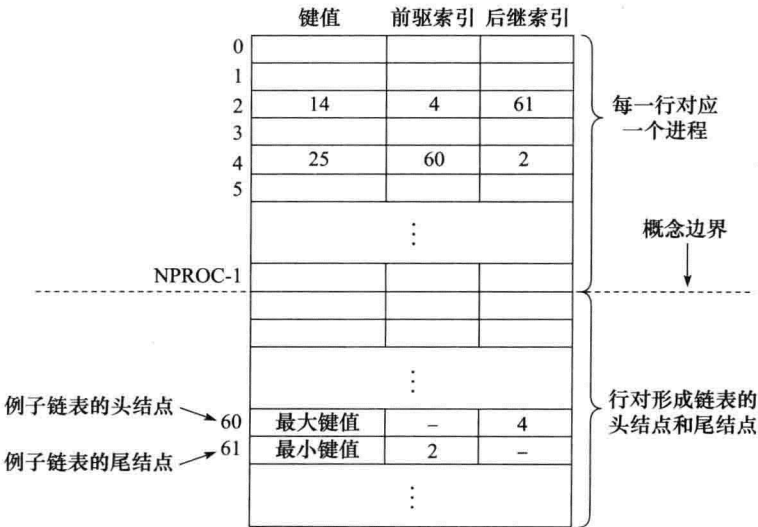 键值 前驱索引 后继索引
0
1
2 14 4 61
3
4 25 60 2
5
⋮
NPROC-1
每一行对应
一个进程
概念边界
⋮
例子链表的头结点 60 最大键值 – 4
例子链表的尾结点 61 最小键值 2 –
⋮
行对形成链表的
头结点和尾结点